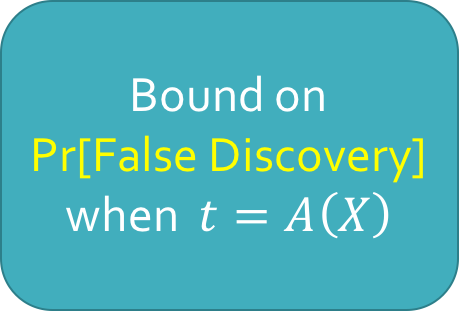 Bound on
Pr[False Discovery]
when t = A(X)